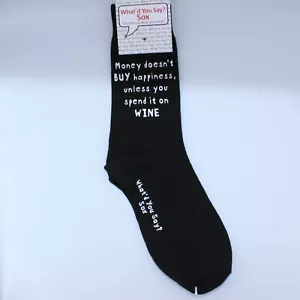 What'd You Say?
Sox
Money doesn't
BUY happiness,
unless you
spend it on
WINE
What'd You Say?
Sox